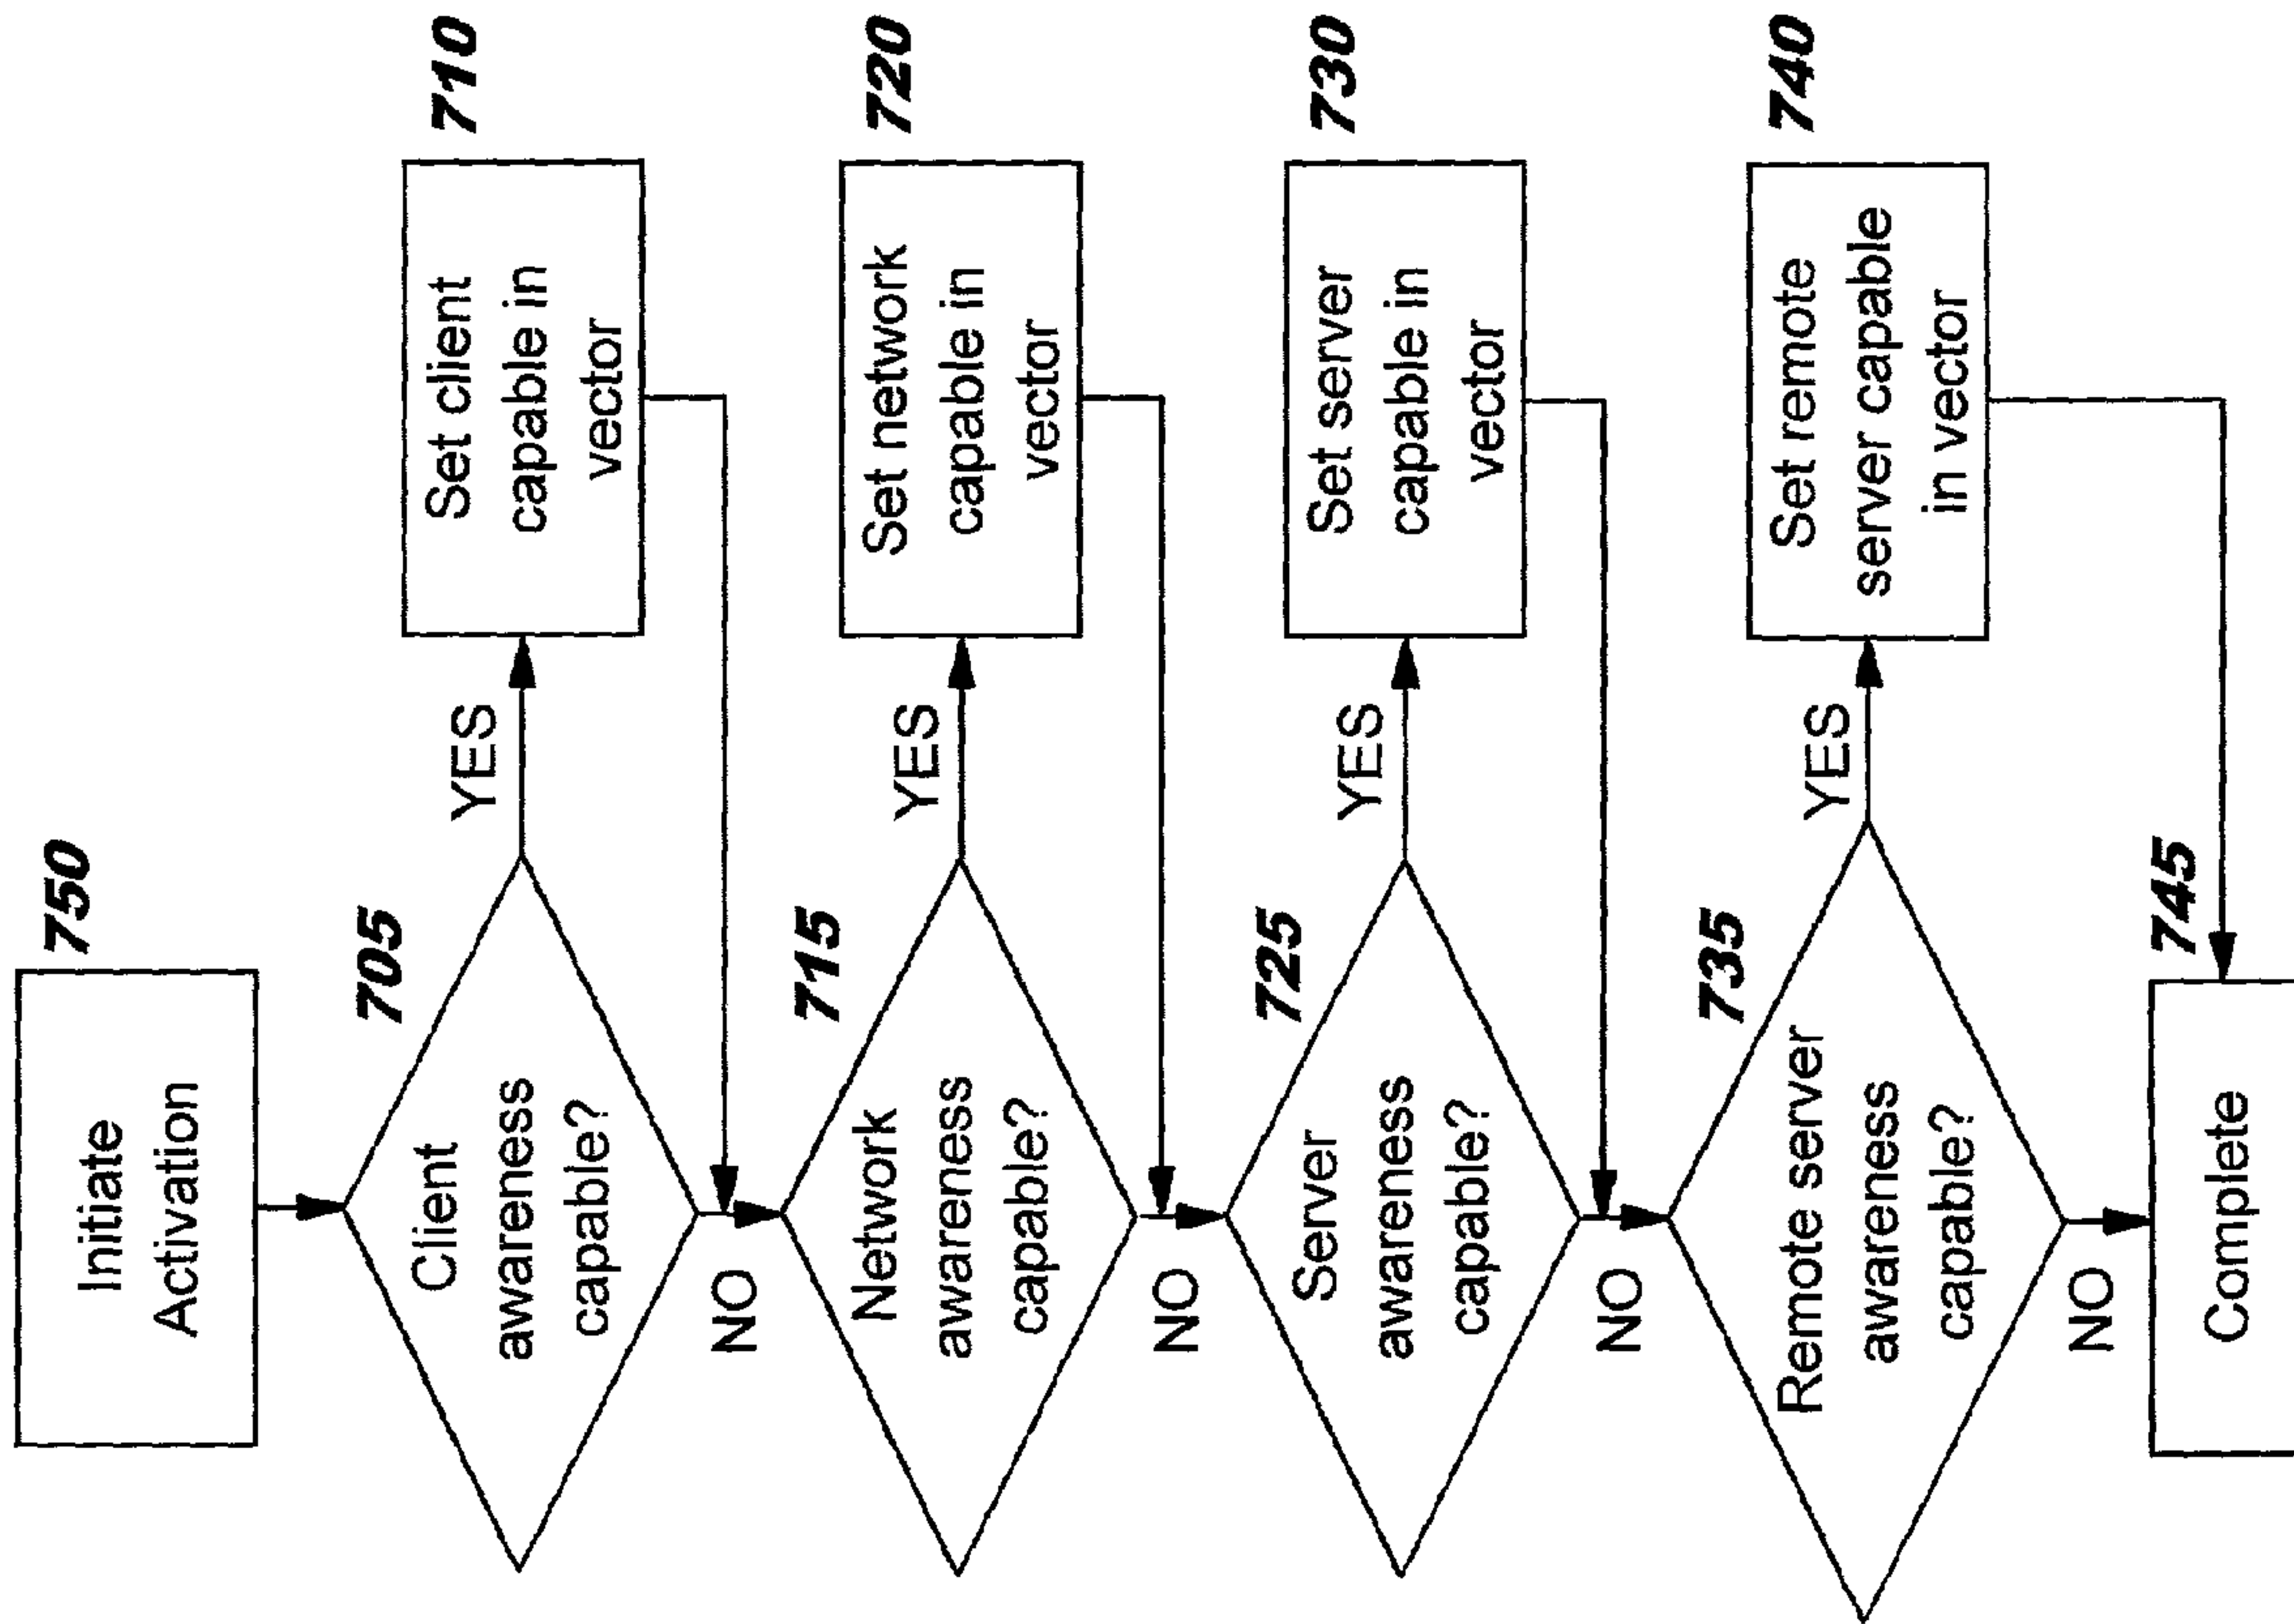 750
Initiate
Activation
705
Client
awareness
capable?
YES
710
Set client
capable in
vector
NO
715
Network
awareness
capable?
YES
720
Set network
capable in
vector
NO
725
Server
awareness
capable?
YES
730
Set server
capable in
vector
NO
735
Remote server
awareness
capable?
YES
740
Set remote
server capable
in vector
NO
745
Complete